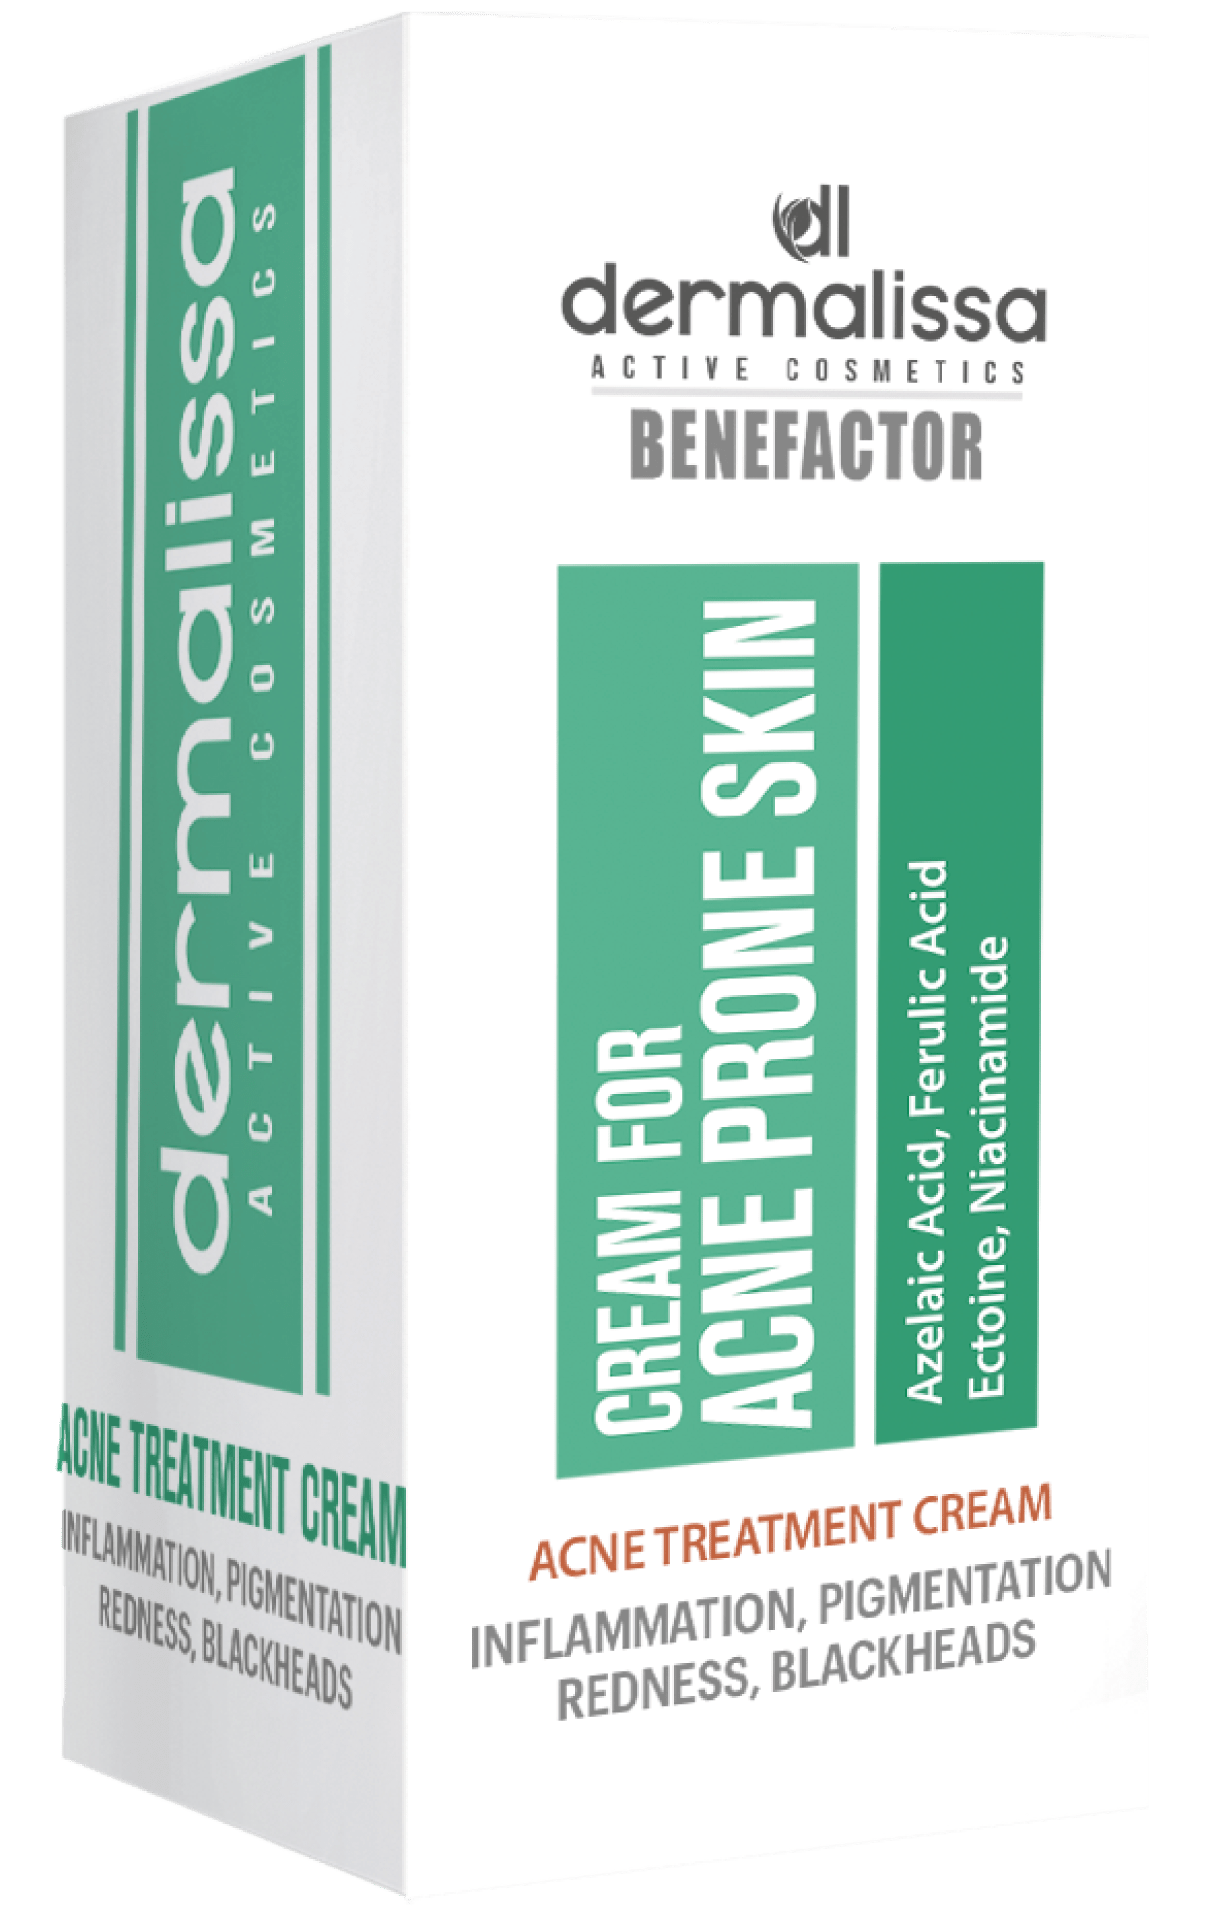 dermalissa
ACTIVE COSMETICS
ACNE TREATMENT CREAM
INFLAMMATION, PIGMENTATION
REDNESS, BLACKHEADS
dl
dermalissa
ACTIVE COSMETICS
BENEFACTOR
CREAM FOR
ACNE PRONE SKIN
Azelaic Acid, Ferulic Acid
Ectoine, Niacinamide
ACNE TREATMENT CREAM
INFLAMMATION, PIGMENTATION
REDNESS, BLACKHEADS